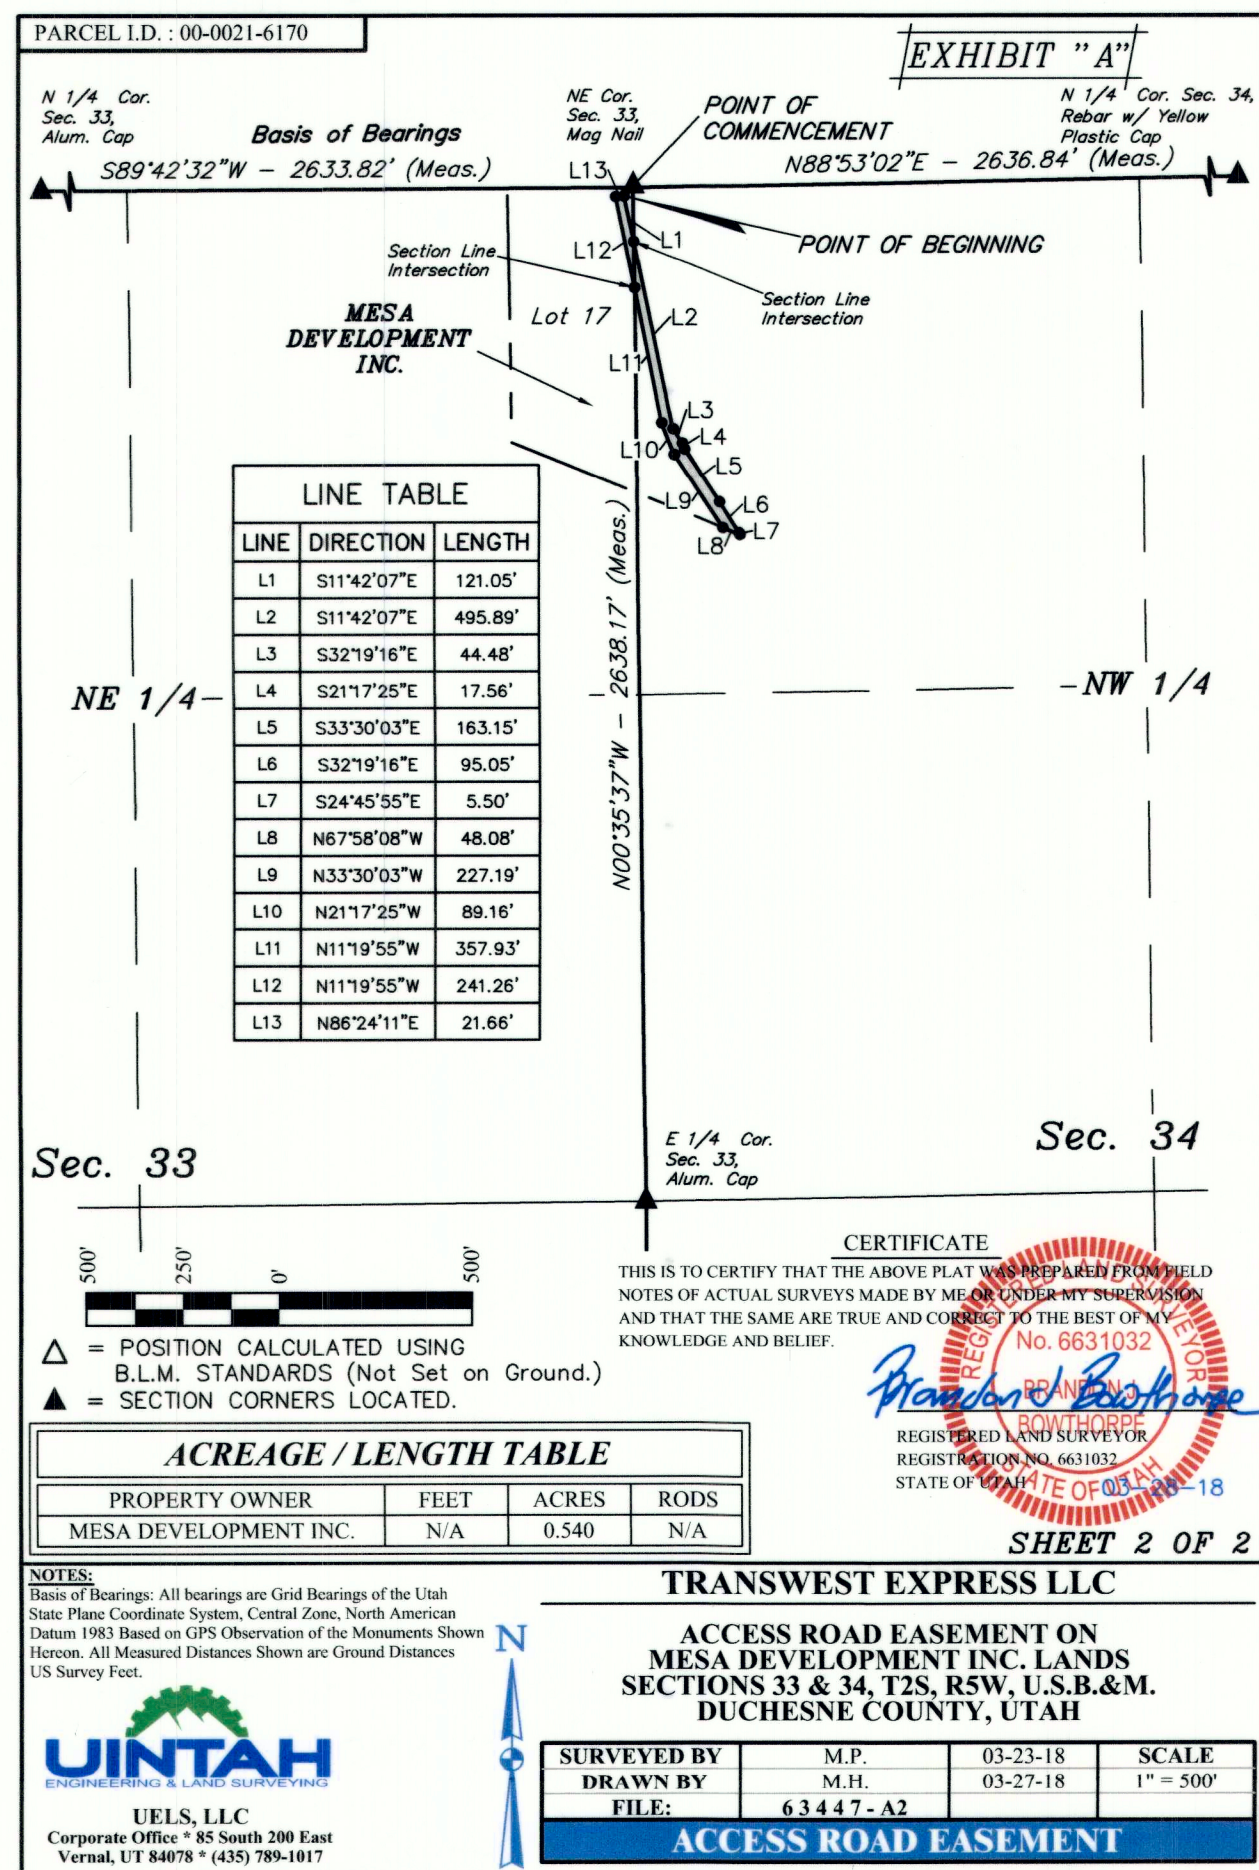 PARCEL I.D. : 00-0021-6170
EXHIBIT "A"
N 1/4 Cor.
Sec. 33,
Alum. Cap
Basis of Bearings
S89°42'32"W - 2633.82' (Meas.)
NE Cor.
Sec. 33,
Mag Nail
POINT OF
COMMENCEMENT
N 1/4 Cor. Sec. 34,
Rebar w/ Yellow
Plastic Cap
N88°53'02"E - 2636.84' (Meas.)
L13
L1
POINT OF BEGINNING
L12
Section Line
Intersection
Section Line
Intersection
MESA
DEVELOPMENT
INC.
Lot 17
L2
L11
L3
L4
L10
L5
L9
L6
L7
L8
N00°35'37"W - 2638.17' (Meas.)
LINE TABLE
LINE DIRECTION LENGTH
L1 S11°42'07"E 121.05'
L2 S11°42'07"E 495.89'
L3 S32°19'16"E 44.48'
L4 S21°17'25"E 17.56'
L5 S33°30'03"E 163.15'
L6 S32°19'16"E 95.05'
L7 S24°45'55"E 5.50'
L8 N67°58'08"W 48.08'
L9 N33°30'03"W 227.19'
L10 N21°17'25"W 89.16'
L11 N11°19'55"W 357.93'
L12 N11°19'55"W 241.26'
L13 N86°24'11"E 21.66'
NE 1/4
NW 1/4
Sec. 33
E 1/4 Cor.
Sec. 33,
Alum. Cap
Sec. 34
500' 250' 0' 500'
△ = POSITION CALCULATED USING
B.L.M. STANDARDS (Not Set on Ground.)
▲ = SECTION CORNERS LOCATED.
CERTIFICATE
THIS IS TO CERTIFY THAT THE ABOVE PLAT WAS PREPARED FROM FIELD
NOTES OF ACTUAL SURVEYS MADE BY ME OR UNDER MY SUPERVISION
AND THAT THE SAME ARE TRUE AND CORRECT TO THE BEST OF MY
KNOWLEDGE AND BELIEF.
REGISTERED LAND SURVEYOR
No. 6631032
BRANDON J.
BOWTHORPE
STATE OF UTAH
Brandon J Bowthorpe
REGISTERED LAND SURVEYOR
REGISTRATION NO. 6631032
STATE OF UTAH
03-28-18
ACREAGE / LENGTH TABLE
PROPERTY OWNER FEET ACRES RODS
MESA DEVELOPMENT INC. N/A 0.540 N/A
SHEET 2 OF 2
NOTES:
Basis of Bearings: All bearings are Grid Bearings of the Utah
State Plane Coordinate System, Central Zone, North American
Datum 1983 Based on GPS Observation of the Monuments Shown
Hereon. All Measured Distances Shown are Ground Distances
US Survey Feet.
N
UINTAH
ENGINEERING & LAND SURVEYING
UELS, LLC
Corporate Office * 85 South 200 East
Vernal, UT 84078 * (435) 789-1017
TRANSWEST EXPRESS LLC
ACCESS ROAD EASEMENT ON
MESA DEVELOPMENT INC. LANDS
SECTIONS 33 & 34, T2S, R5W, U.S.B.&M.
DUCHESNE COUNTY, UTAH
SURVEYED BY M.P. 03-23-18 SCALE
DRAWN BY M.H. 03-27-18 1" = 500'
FILE: 63447-A2
ACCESS ROAD EASEMENT